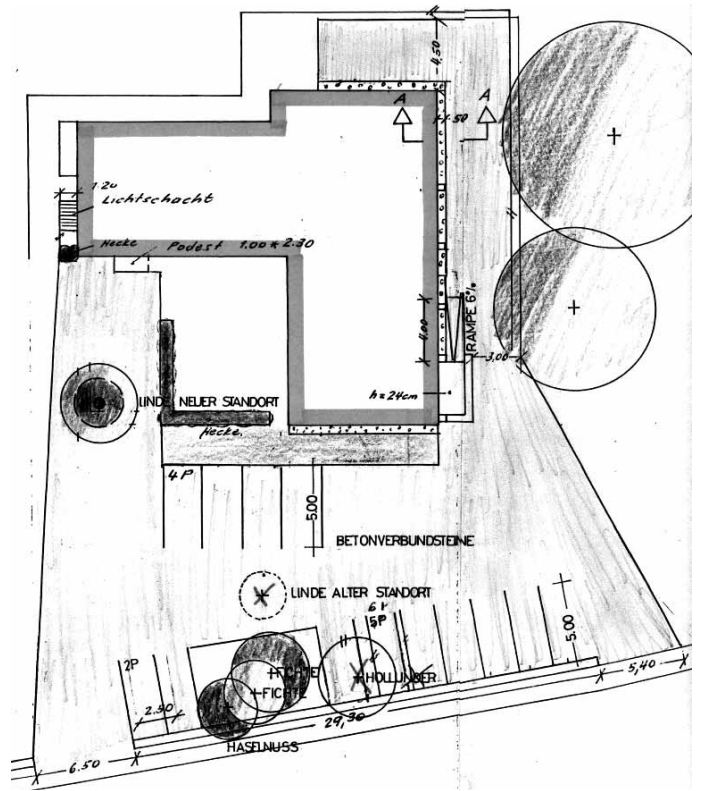 4,50
A
A
1.50
1.20
Lichtschacht
Hecke
Podest 1.00 x 2.30
RAMPE 6%
4,00
3,00
h = 24cm
LINDE NEUER STANDORT
Hecke.
4 P
5.00
BETONVERBUNDSTEINE
LINDE ALTER STANDORT
5P
5.00
2P
FICHTE
FICHTE
HOLLUNDER
5,40
2.50
29,30
HASELNUSS
6.50